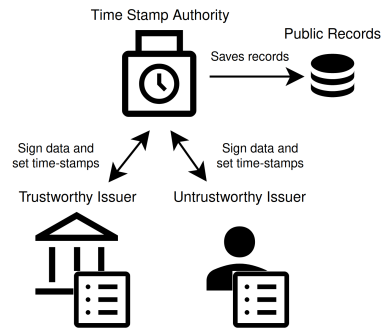 Time Stamp Authority
Public Records
Saves records
Sign data and
set time-stamps
Sign data and
set time-stamps
Trustworthy Issuer
Untrustworthy Issuer